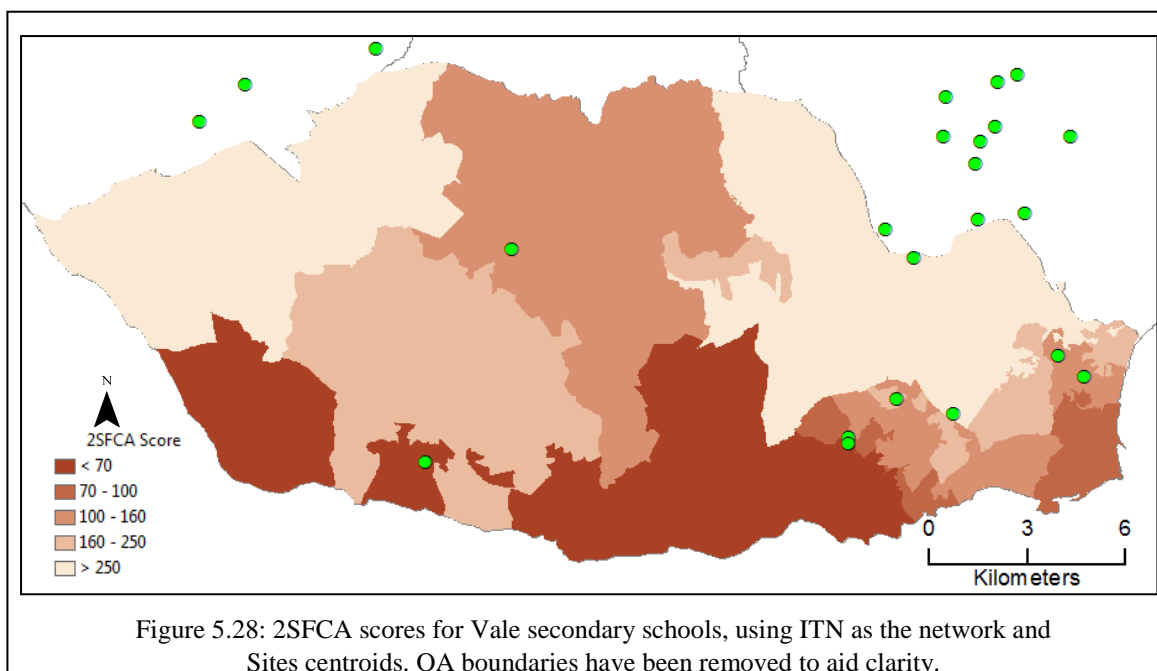 N
2SFCA Score
< 70
70 - 100
100 - 160
160 - 250
> 250
0 3 6
Kilometers
Figure 5.28: 2SFCA scores for Vale secondary schools, using ITN as the network and
Sites centroids. OA boundaries have been removed to aid clarity.